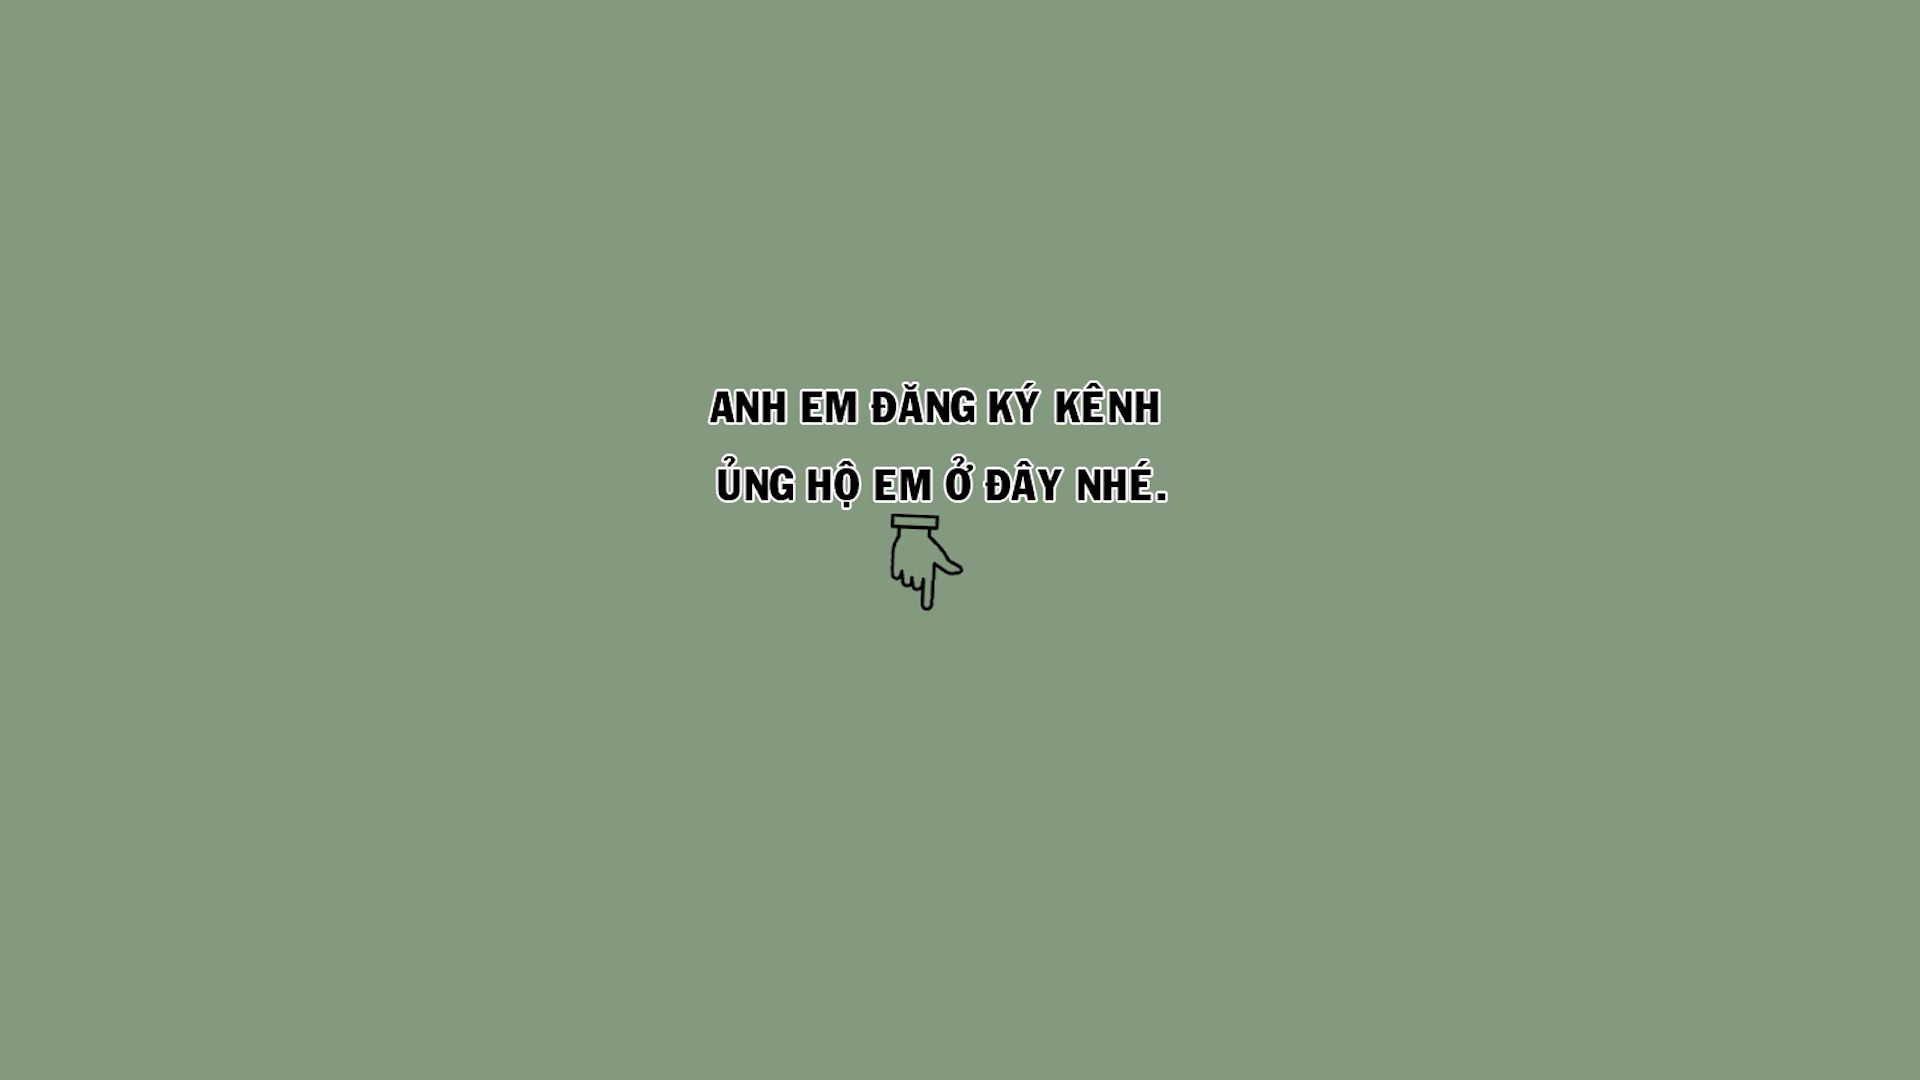 ANH EM ĐĂNG KÝ KÊNH
ỦNG HỘ EM Ở ĐÂY NHÉ.